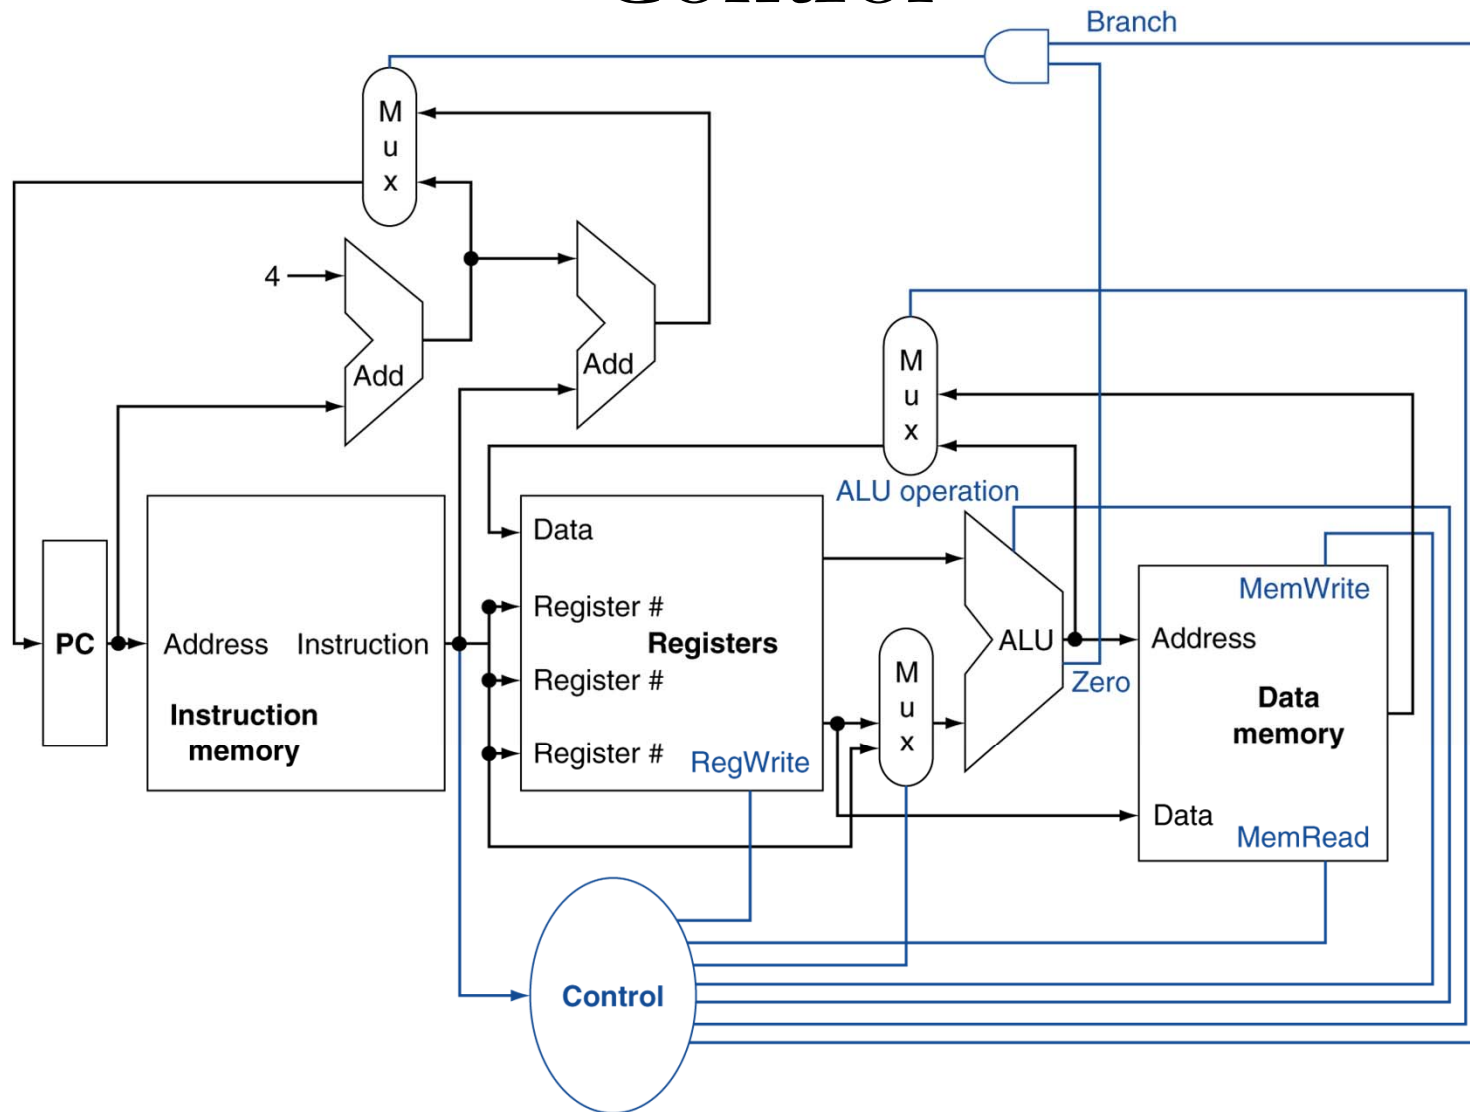 Control
Branch
M
u
x
4
Add
Add
M
u
x
ALU operation
Data
Register #
Registers
Register #
Register #
RegWrite
PC
Address Instruction
Instruction
memory
M
u
x
ALU
Zero
MemWrite
Address
Data
memory
Data
MemRead
Control